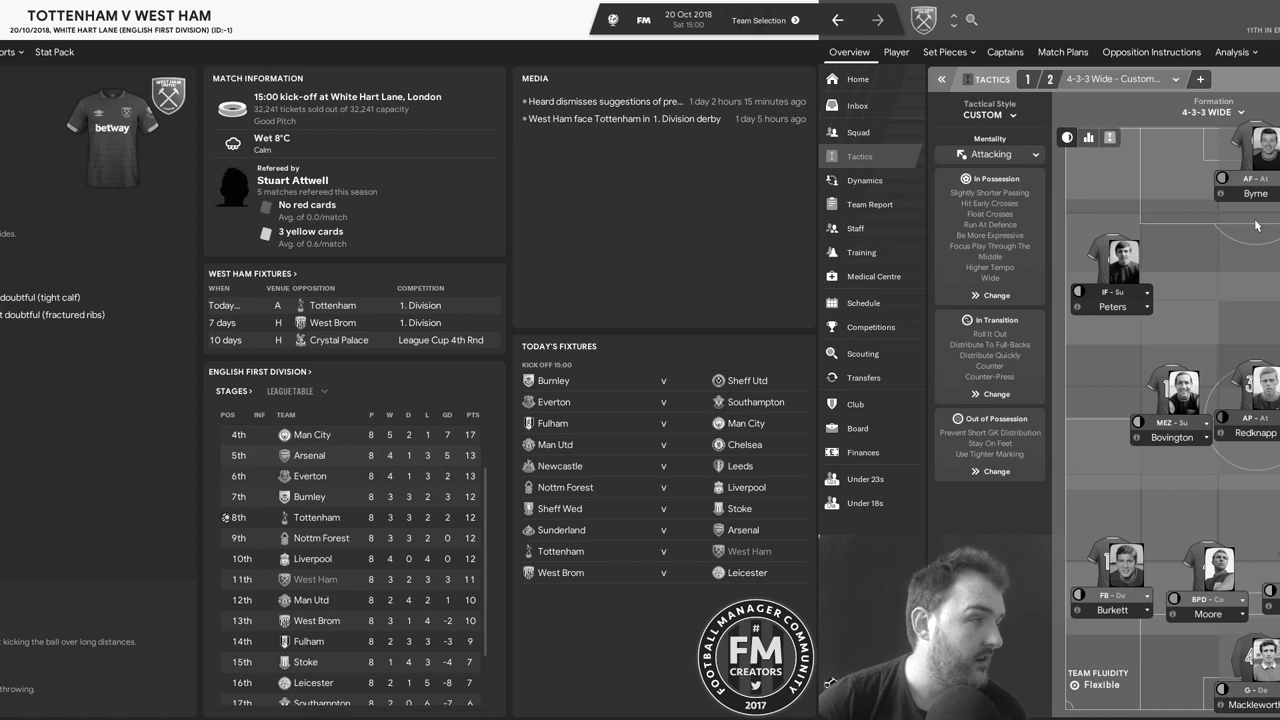 TOTTENHAM V WEST HAM
20/10/2018, WHITE HART LANE (ENGLISH FIRST DIVISION) (ID:-1)
FM
20 Oct 2018
Sat 15:00
Team Selection
11TH IN EN
orts
Stat Pack
Overview
Player
Set Pieces
Captains
Match Plans
Opposition Instructions
Analysis
WEST HAM UNITED
betway
ides.
doubtful (tight calf)
t doubtful (fractured ribs)
kicking the ball over long distances.
throwing.
MATCH INFORMATION
15:00 kick-off at White Hart Lane, London
32,241 tickets sold out of 32,241 capacity
Good Pitch
Wet 8°C
Calm
Refereed by
Stuart Attwell
5 matches refereed this season
No red cards
Avg. of 0.0/match
3 yellow cards
Avg. of 0.6/match
WEST HAM FIXTURES >
WHEN VENUE OPPOSITION COMPETITION
Today... A Tottenham 1. Division
7 days H West Brom 1. Division
10 days H Crystal Palace League Cup 4th Rnd
ENGLISH FIRST DIVISION >
STAGES > LEAGUE TABLE
POS INF TEAM P W D L GD PTS
4th Man City 8 5 2 1 7 17
5th Arsenal 8 4 1 3 5 13
6th Everton 8 4 1 3 2 13
7th Burnley 8 3 3 2 3 12
8th Tottenham 8 3 3 2 2 12
9th Nottm Forest 8 3 3 2 0 12
10th Liverpool 8 4 0 4 0 12
11th West Ham 8 3 2 3 3 11
12th Man Utd 8 2 4 2 1 10
13th West Brom 8 3 1 4 -2 10
14th Fulham 8 2 3 3 -3 9
15th Stoke 8 1 4 3 -4 7
16th Leicester 8 2 1 5 -8 7
17th Southampton 8 2 0 6 -7 6
MEDIA
Heard dismisses suggestions of pre... 1 day 2 hours 15 minutes ago
West Ham face Tottenham in 1. Division derby 1 day 5 hours ago
TODAY'S FIXTURES
KICK OFF 15:00
Burnley v Sheff Utd
Everton v Southampton
Fulham v Man City
Man Utd v Chelsea
Newcastle v Leeds
Nottm Forest v Liverpool
Sheff Wed v Stoke
Sunderland v Arsenal
Tottenham v West Ham
West Brom v Leicester
FOOTBALL MANAGER COMMUNITY
#
FM
CREATORS
2017
Home
Inbox
Squad
Tactics
Dynamics
Team Report
Staff
Training
Medical Centre
Schedule
Competitions
Scouting
Transfers
Club
Board
Finances
Under 23s
Under 18s
TACTICS 1 2 4-3-3 Wide - Custom... +
Tactical Style
CUSTOM
Mentality
Attacking
In Possession
Slightly Shorter Passing
Hit Early Crosses
Float Crosses
Run At Defence
Be More Expressive
Focus Play Through The
Middle
Higher Tempo
Wide
Change
In Transition
Roll It Out
Distribute To Full-Backs
Distribute Quickly
Counter
Counter-Press
Change
Out of Possession
Prevent Short GK Distribution
Stay On Feet
Use Tighter Marking
Change
Formation
4-3-3 WIDE
AF - At
Byrne
IF - Su
Peters
MEZ - Su
Bovington
AP - At
Redknapp
FB - De
Burkett
BPD - Co
Moore
G - De
Mackleworth
TEAM FLUIDITY
Flexible